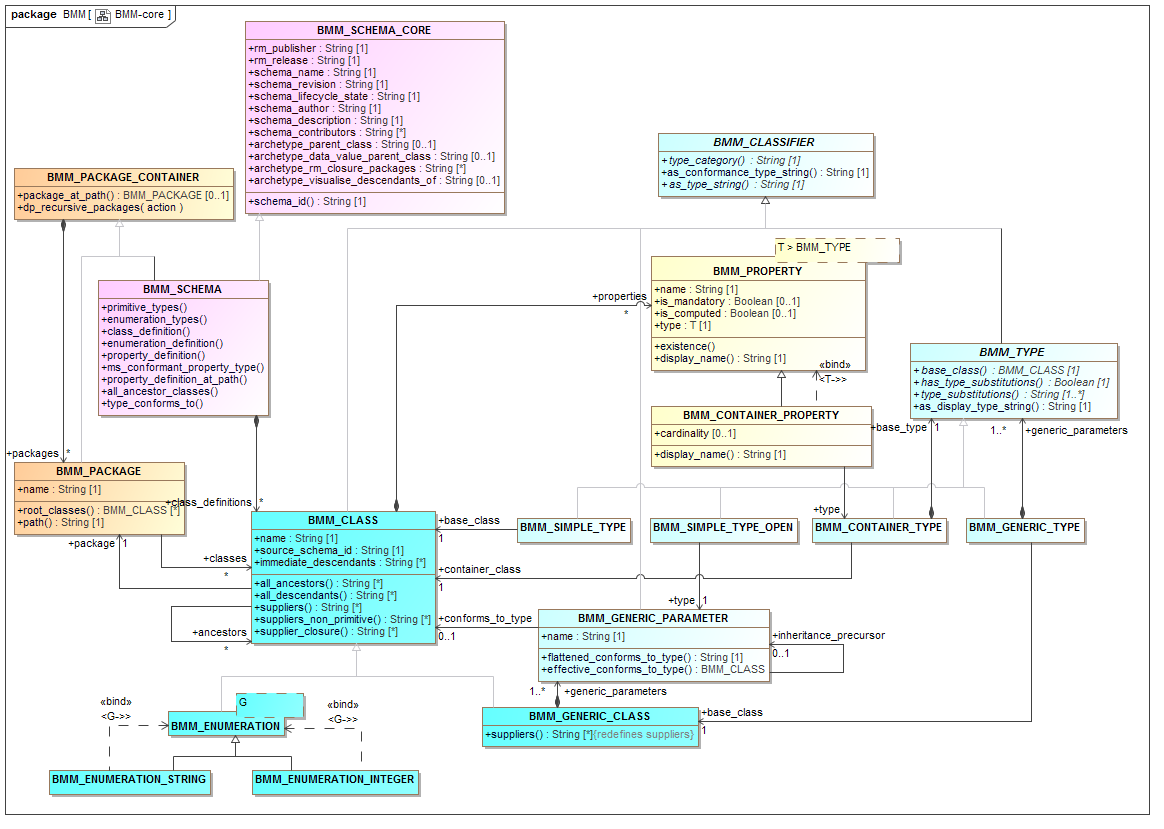 package BMM [ BMM-core ]
BMM_SCHEMA_CORE
+rm_publisher : String [1]
+rm_release : String [1]
+schema_name : String [1]
+schema_revision : String [1]
+schema_lifecycle_state : String [1]
+schema_author : String [1]
+schema_description : String [1]
+schema_contributors : String [*]
+archetype_parent_class : String [0..1]
+archetype_data_value_parent_class : String [0..1]
+archetype_rm_closure_packages : String [*]
+archetype_visualise_descendants_of : String [0..1]
+schema_id() : String [1]
BMM_CLASSIFIER
+type_category() : String [1]
+as_conformance_type_string() : String [1]
+as_type_string() : String [1]
BMM_PACKAGE_CONTAINER
+package_at_path() : BMM_PACKAGE [0..1]
+dp_recursive_packages( action )
T > BMM_TYPE
BMM_PROPERTY
+name : String [1]
+is_mandatory : Boolean [0..1]
+is_computed : Boolean [0..1]
+type : T [1]
+existence()
+display_name() : String [1]
+properties
*
BMM_SCHEMA
+primitive_types()
+enumeration_types()
+class_definition()
+enumeration_definition()
+property_definition()
+ms_conformant_property_type()
+property_definition_at_path()
+all_ancestor_classes()
+type_conforms_to()
BMM_TYPE
+base_class() : BMM_CLASS [1]
+has_type_substitutions() : Boolean [1]
+type_substitutions() : String [1..*]
+as_display_type_string() : String [1]
«bind»
<T->>
BMM_CONTAINER_PROPERTY
+cardinality [0..1]
+display_name() : String [1]
+base_type 1
1..* +generic_parameters
+packages *
BMM_PACKAGE
+name : String [1]
+root_classes() : BMM_CLASS [*]
+path() : String [1]
+class_definitions *
+package 1
+classes
*
+ancestors
*
BMM_CLASS
+name : String [1]
+source_schema_id : String [1]
+immediate_descendants : String [*]
+all_ancestors() : String [*]
+all_descendants() : String [*]
+suppliers() : String [*]
+suppliers_non_primitive() : String [*]
+supplier_closure() : String [*]
+base_class
1
+container_class
1
+conforms_to_type
0..1
+type
BMM_SIMPLE_TYPE
BMM_SIMPLE_TYPE_OPEN
BMM_CONTAINER_TYPE
BMM_GENERIC_TYPE
+type 1
BMM_GENERIC_PARAMETER
+name : String [1]
+flattened_conforms_to_type() : String [1]
+effective_conforms_to_type() : BMM_CLASS
+inheritance_precursor
0..1
1..* +generic_parameters
BMM_GENERIC_CLASS
+suppliers() : String [*]{redefines suppliers}
+base_class
1
«bind»
<G->>
G
BMM_ENUMERATION
«bind»
<G->>
BMM_ENUMERATION_STRING
BMM_ENUMERATION_INTEGER